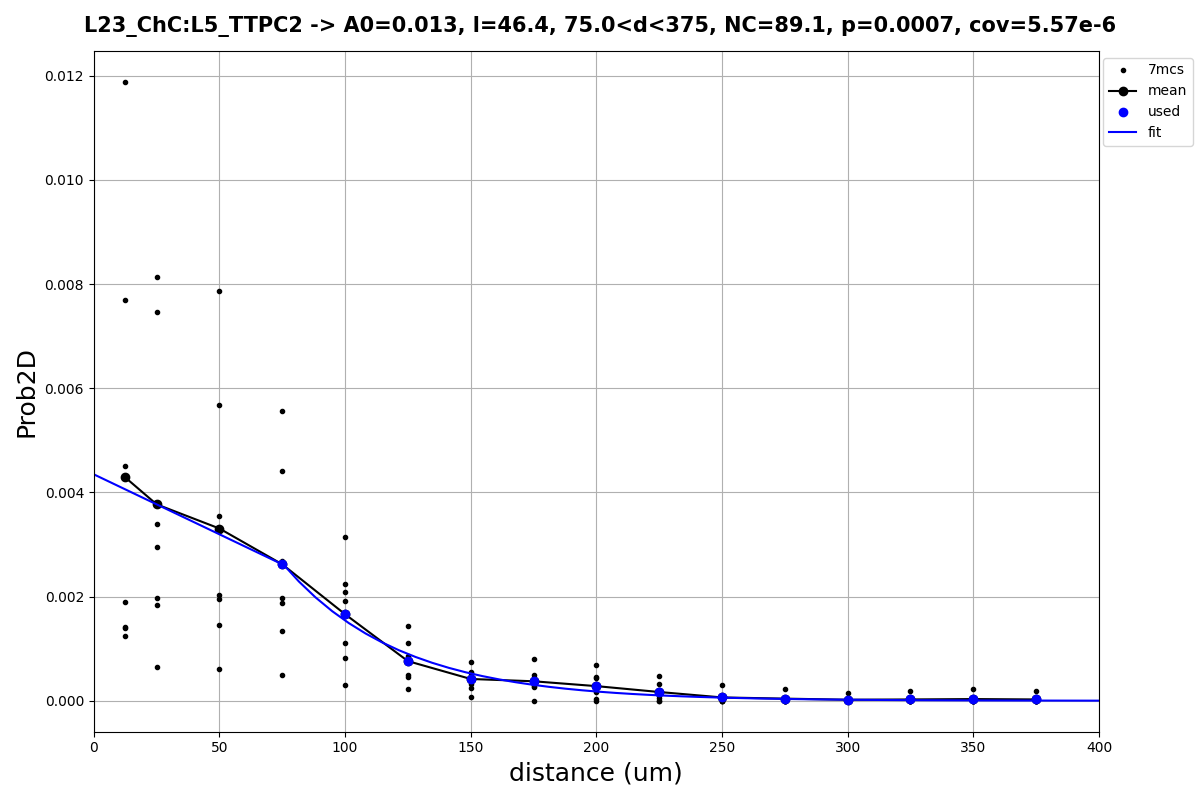 L23_ChC:L5_TTPC2 -> A0=0.013, l=46.4, 75.0<d<375, NC=89.1, p=0.0007, cov=5.57e-6
7mcs
mean
used
fit
Prob2D
0.012
0.010
0.008
0.006
0.004
0.002
0.000
0 50 100 150 200 250 300 350 400
distance (um)